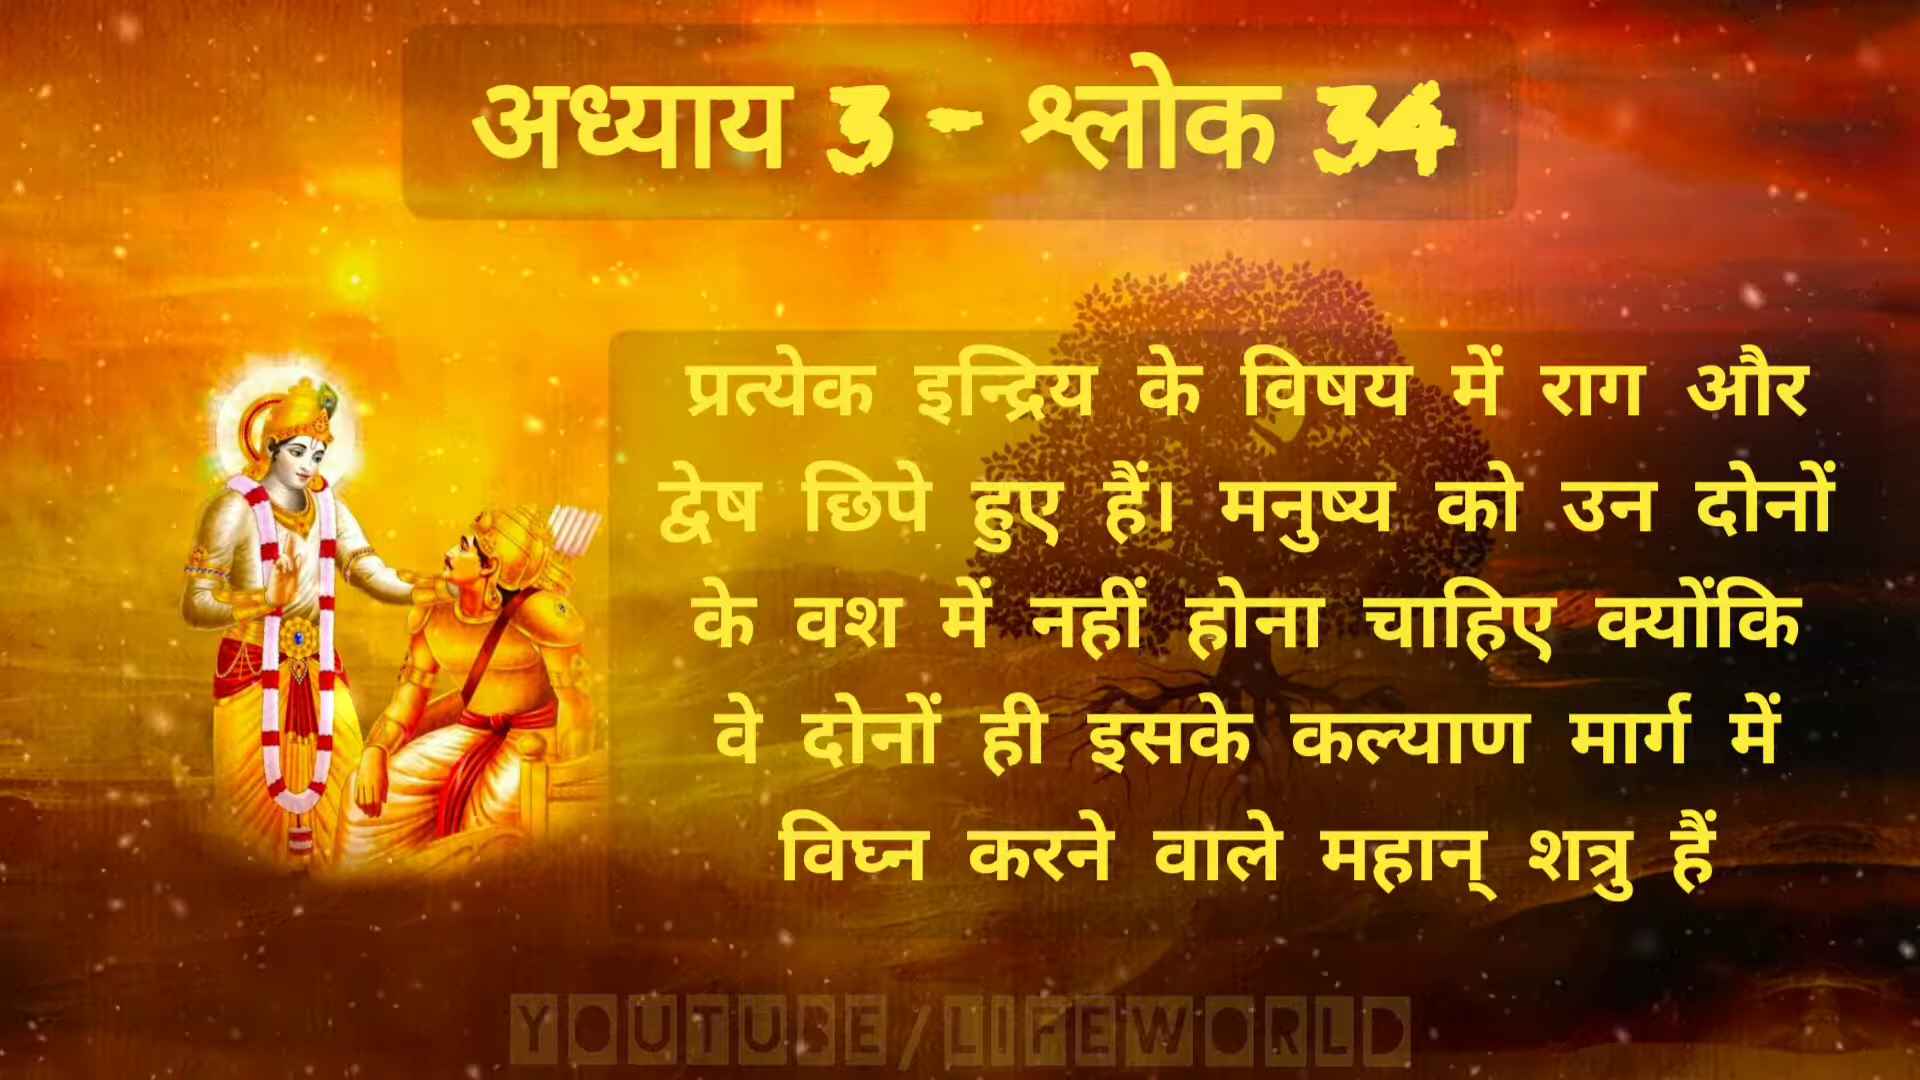 अध्याय 3 - श्लोक 34
प्रत्येक इन्द्रिय के विषय में राग और
द्वेष छिपे हुए हैं। मनुष्य को उन दोनों
के वश में नहीं होना चाहिए क्योंकि
वे दोनों ही इसके कल्याण मार्ग में
विघ्न करने वाले महान् शत्रु हैं
YOUTUBE/LIFEWORLD